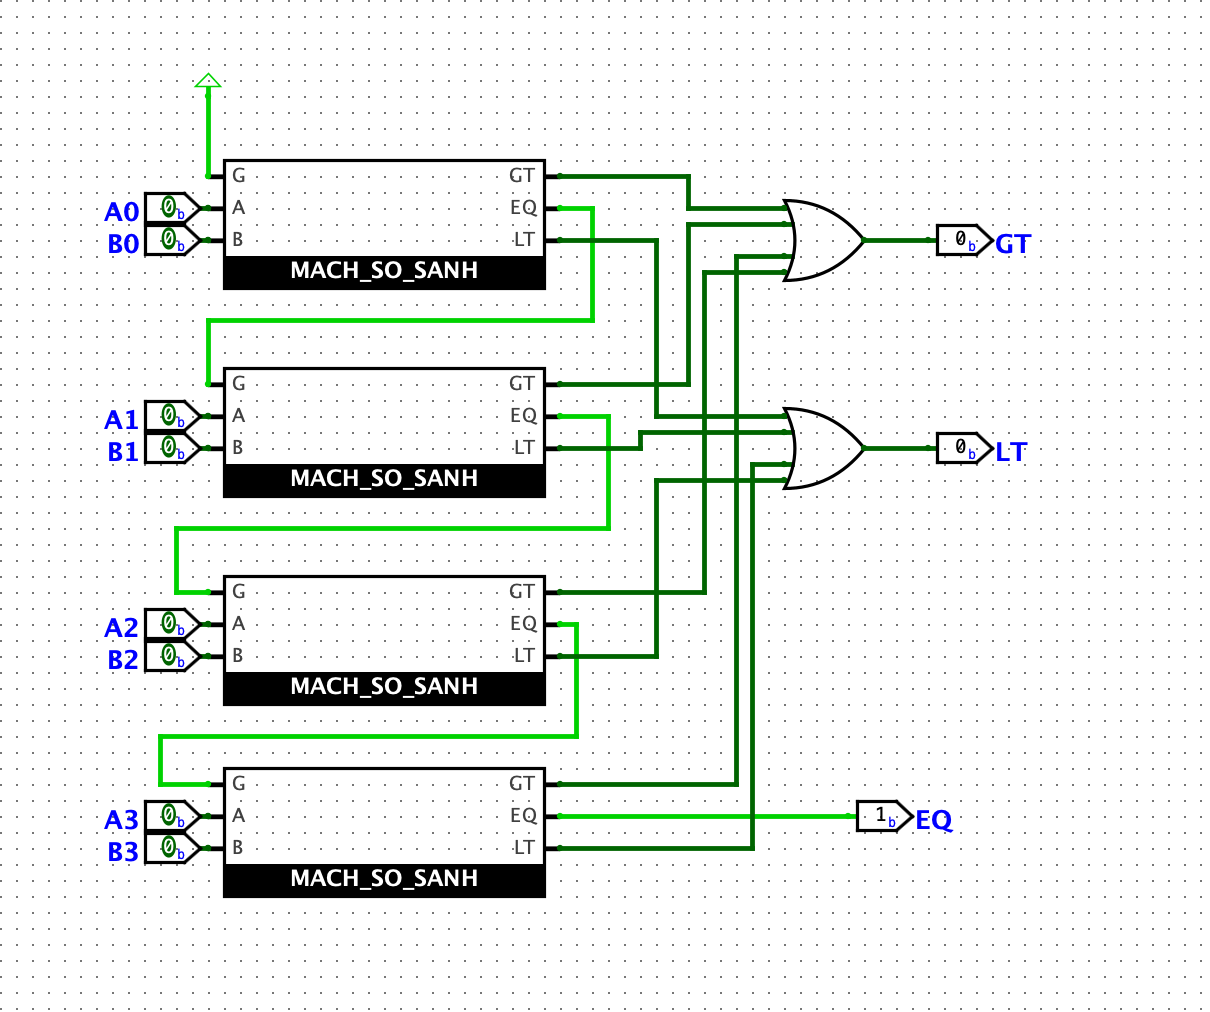 G GT
A0 0b A EQ
B0 0b B LT 0b GT
MACH_SO_SANH
G GT
A1 0b A EQ
B1 0b B LT 0b LT
MACH_SO_SANH
G GT
A2 0b A EQ
B2 0b B LT
MACH_SO_SANH
G GT
A3 0b A EQ 1b EQ
B3 0b B LT
MACH_SO_SANH